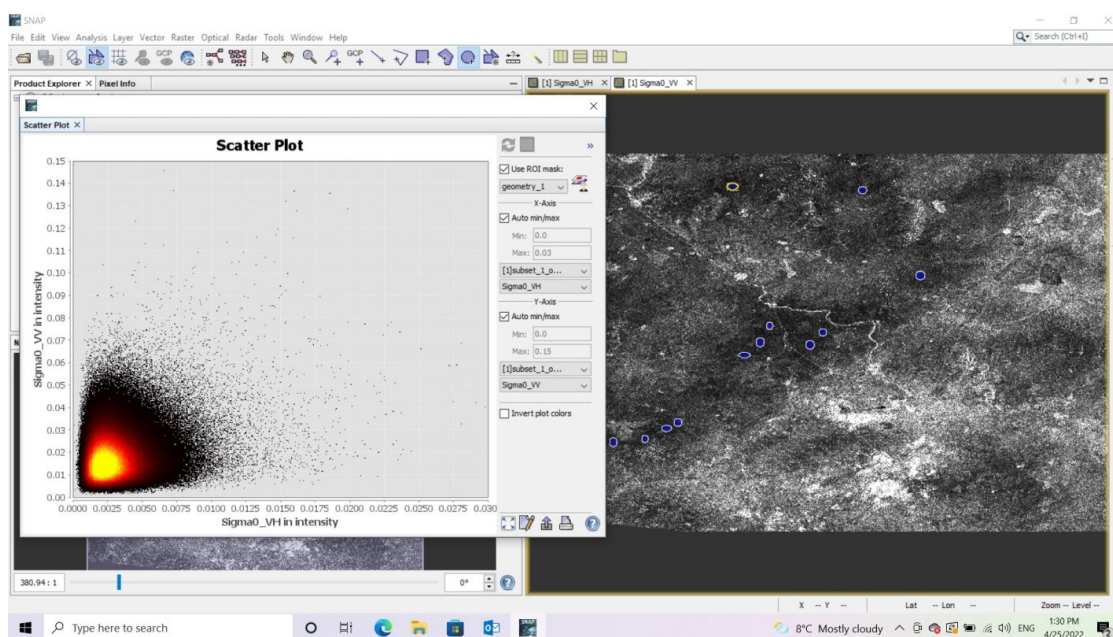 SNAP
File Edit View Analysis Layer Vector Raster Optical Radar Tools Window Help
Search (Ctrl+I)
GCP GCP
Product Explorer Pixel Info
[1] Sigma0_VH [1] Sigma0_VV
Scatter Plot
Scatter Plot
Use ROI mask:
geometry_1
X-Axis
Auto min/max
Min: 0.0
Max: 0.03
[1]subset_1_o...
Sigma0_VH
Y-Axis
Auto min/max
Min: 0.0
Max: 0.15
[1]subset_1_o...
Sigma0_VV
Invert plot colors
0.15
0.14
0.13
0.12
0.11
0.10
0.09
0.08
0.07
0.06
0.05
0.04
0.03
0.02
0.01
0.00
Sigma0_VV in intensity
0.0000 0.0025 0.0050 0.0075 0.0100 0.0125 0.0150 0.0175 0.0200 0.0225 0.0250 0.0275 0.030
Sigma0_VH in intensity
380.94 : 1
0°
X -- Y -- Lat -- Lon -- Zoom -- Level --
Type here to search
8°C Mostly cloudy
ENG
1:30 PM
4/25/2022